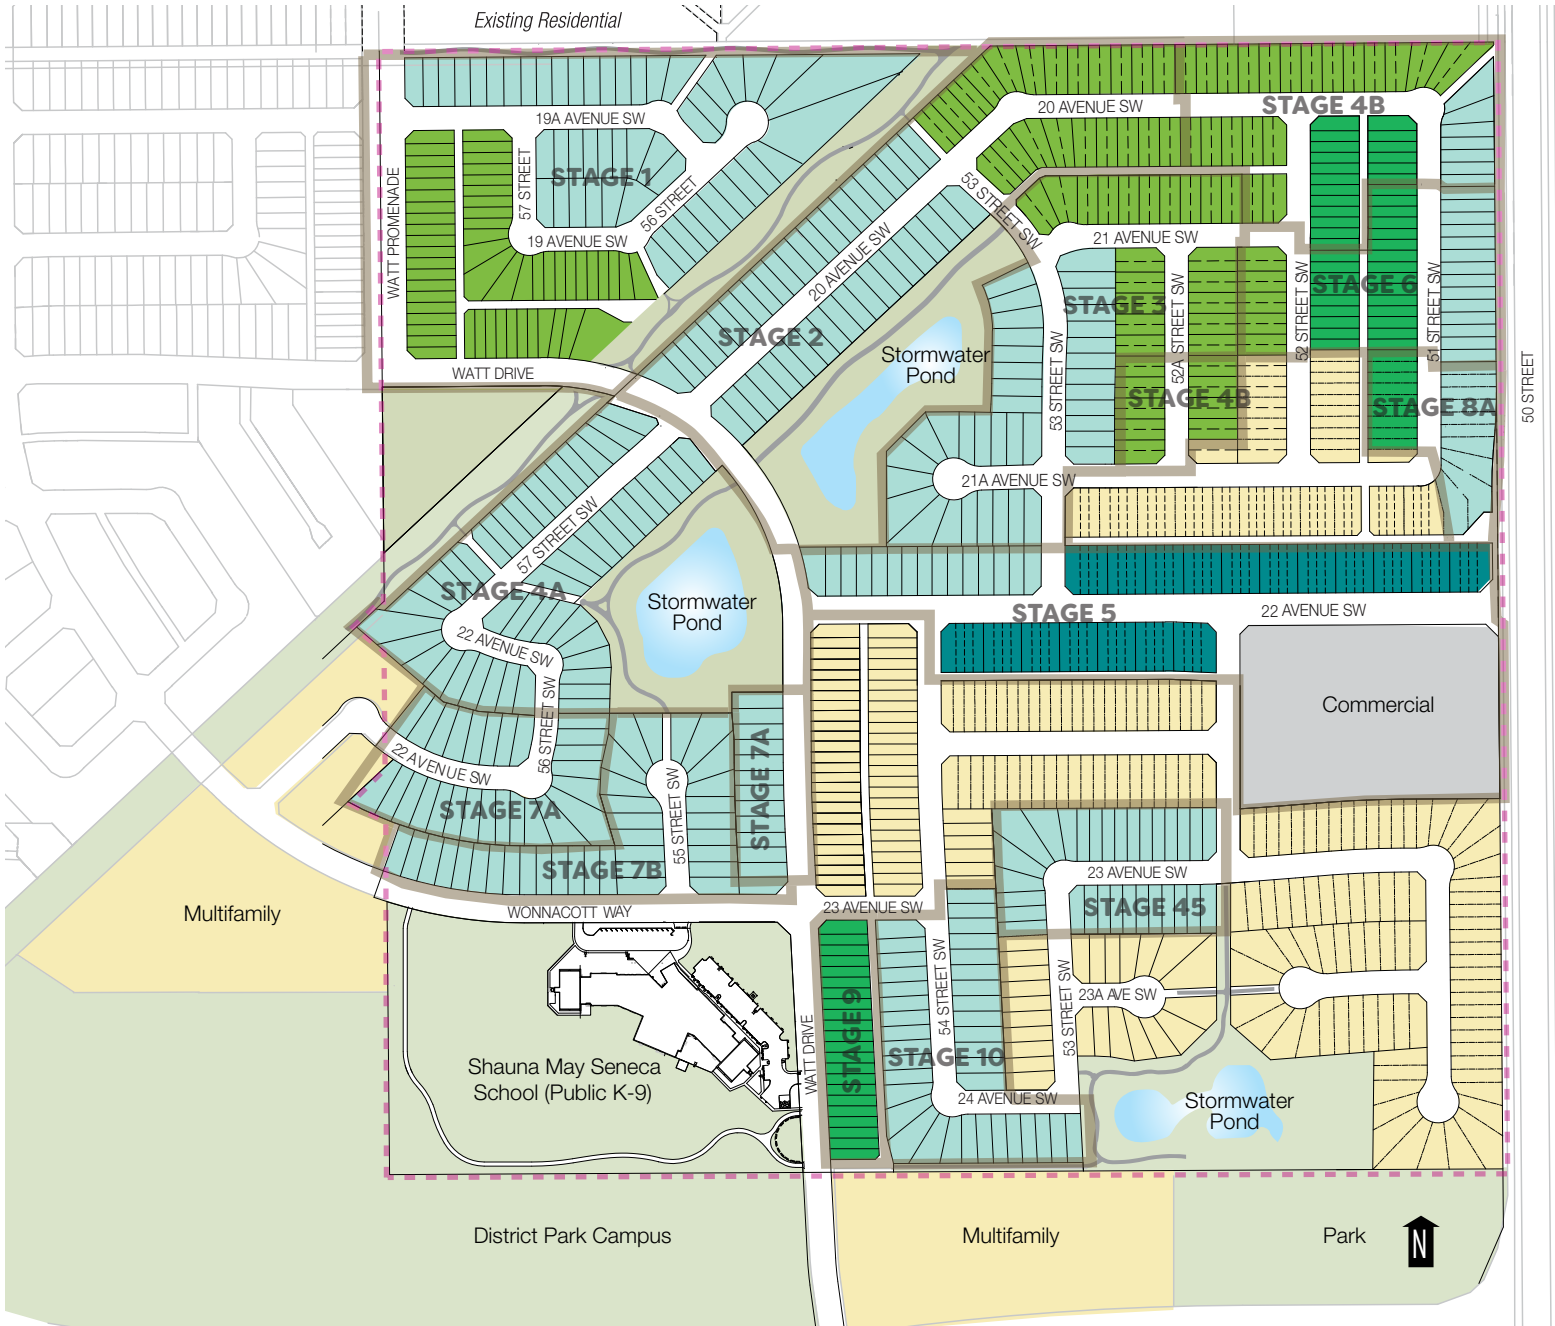 Existing Residential
19A AVENUE SW
20 AVENUE SW
STAGE 4B
WATT PROMENADE
57 STREET
STAGE 1
56 STREET
19 AVENUE SW
53 STREET SW
21 AVENUE SW
20 AVENUE SW
STAGE 2
STAGE 3
52A STREET SW
52 STREET SW
STAGE 6
51 STREET SW
50 STREET
WATT DRIVE
Stormwater
Pond
53 STREET SW
STAGE 4B
STAGE 8A
21A AVENUE SW
57 STREET SW
STAGE 4A
Stormwater
Pond
STAGE 5
22 AVENUE SW
22 AVENUE SW
56 STREET SW
Commercial
22 AVENUE SW
STAGE 7A
STAGE 7A
55 STREET SW
STAGE 7B
23 AVENUE SW
STAGE 45
Multifamily
WONNACOTT WAY
23 AVENUE SW
54 STREET SW
53 STREET SW
23A AVE SW
WATT DRIVE
STAGE 9
STAGE 10
Shauna May Seneca
School (Public K-9)
24 AVENUE SW
Stormwater
Pond
District Park Campus
Multifamily
Park
N